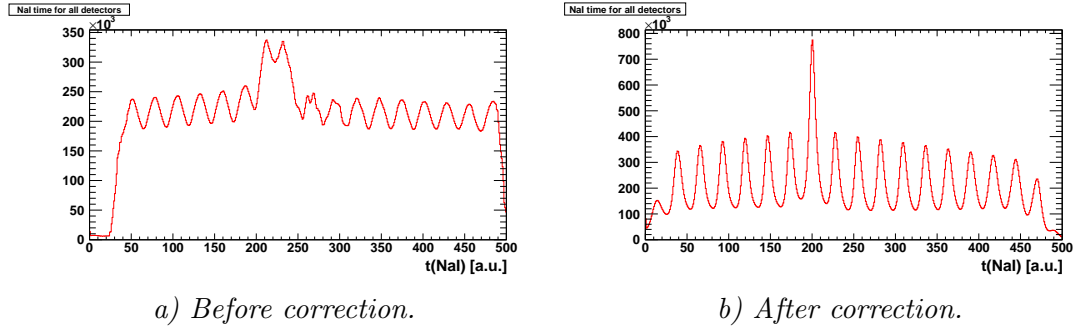 NaI time for all detectors
×10³
350
300
250
200
150
100
50
0
0 50 100 150 200 250 300 350 400 450 500
t(NaI) [a.u.]
a) Before correction.
NaI time for all detectors
×10³
800
700
600
500
400
300
200
100
0
0 50 100 150 200 250 300 350 400 450 500
t(NaI) [a.u.]
b) After correction.